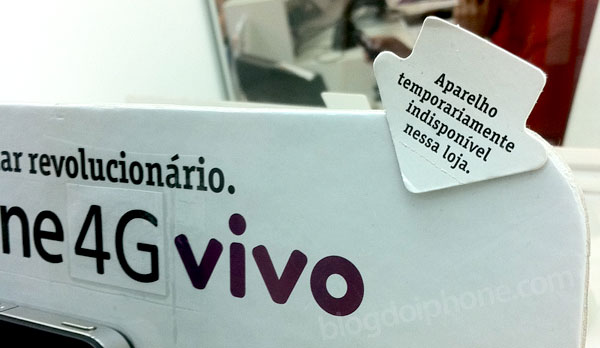 Aparelho
temporariamente
indisponível
nessa loja.
ar revolucionário.
ne 4G vivo
blogdoiphone.com